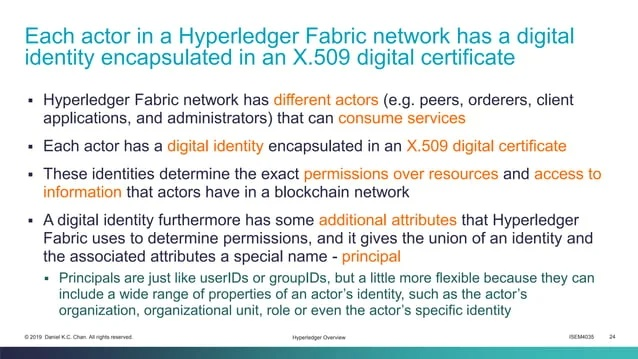 Each actor in a Hyperledger Fabric network has a digital
identity encapsulated in an X.509 digital certificate
▪ Hyperledger Fabric network has different actors (e.g. peers, orderers, client
applications, and administrators) that can consume services
▪ Each actor has a digital identity encapsulated in an X.509 digital certificate
▪ These identities determine the exact permissions over resources and access to
information that actors have in a blockchain network
▪ A digital identity furthermore has some additional attributes that Hyperledger
Fabric uses to determine permissions, and it gives the union of an identity and
the associated attributes a special name - principal
▪ Principals are just like userIDs or groupIDs, but a little more flexible because they can
include a wide range of properties of an actor’s identity, such as the actor’s
organization, organizational unit, role or even the actor’s specific identity
© 2019 Daniel K.C. Chan. All rights reserved. Hyperledger Overview ISEM4035 24